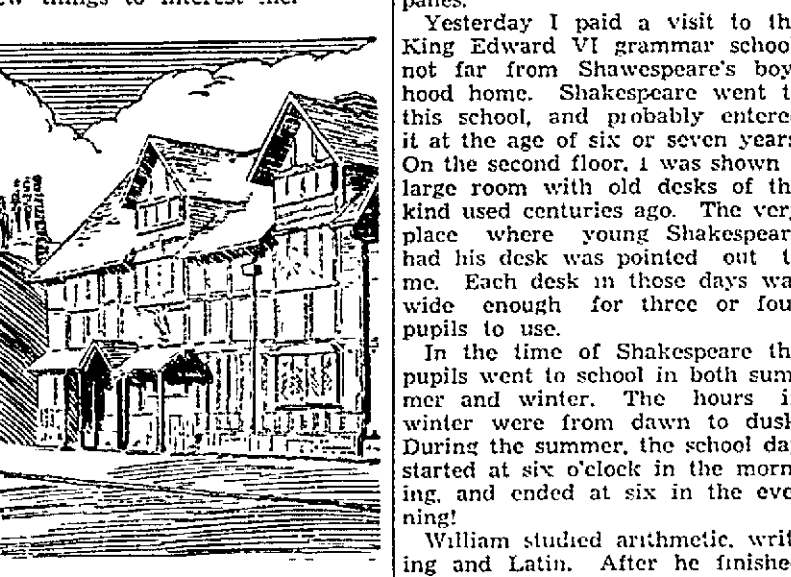 things to interest me.
Yesterday I paid a visit to th
King Edward VI grammar school
not far from Shawespeare's boy
hood home. Shakespeare went t
this school, and probably entere
it at the age of six or seven years
On the second floor, I was shown
large room with old desks of th
kind used centuries ago. The ver
place where young Shakespear
had his desk was pointed out t
me. Each desk in those days wa
wide enough for three or fou
pupils to use.
In the time of Shakespeare th
pupils went to school in both sum
mer and winter. The hours i
winter were from dawn to dusk
During the summer, the school da
started at six o'clock in the morn
ing, and ended at six in the eve
ning!
William studied arithmetic, writ
ing and Latin. After he finishe